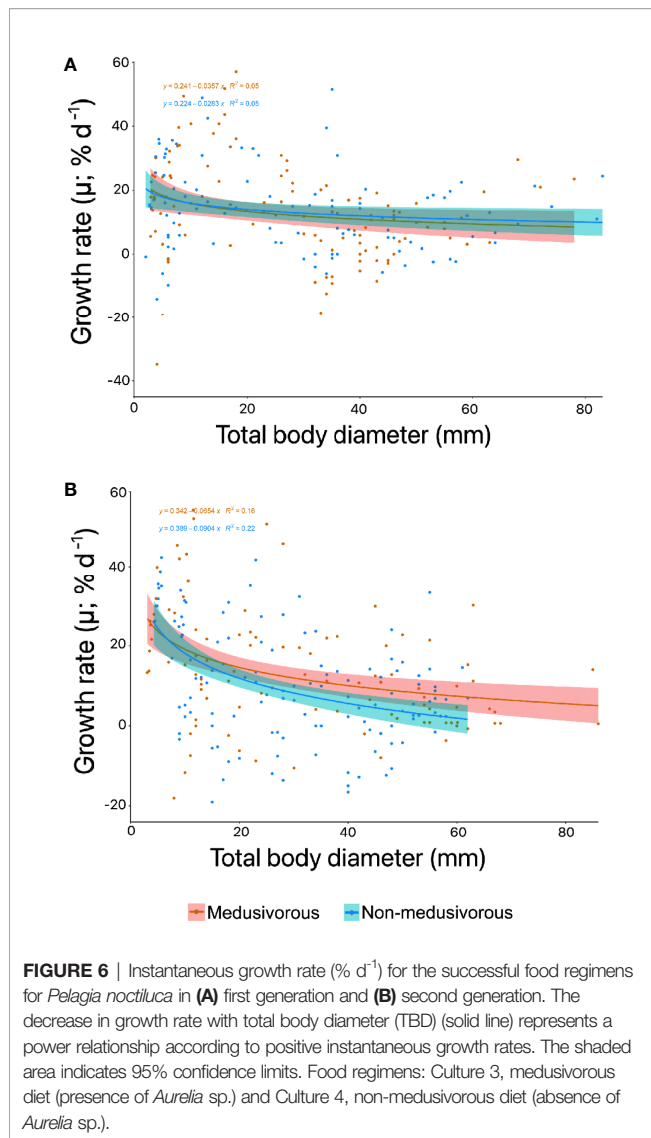 A
60
y = 0.241−0.0357 x   R² = 0.05
y = 0.224−0.0283 x   R² = 0.05
40
20
0
-20
-40
Growth rate (µ; % d⁻¹)
0 20 40 60 80
Total body diameter (mm)
B
60
y = 0.342−0.0654 x   R² = 0.16
y = 0.389−0.0904 x   R² = 0.22
40
20
0
-20
Growth rate (µ; % d⁻¹)
0 20 40 60 80
Total body diameter (mm)
Medusivorous Non-medusivorous
FIGURE 6 | Instantaneous growth rate (% d⁻¹) for the successful food regimens
for Pelagia noctiluca in (A) first generation and (B) second generation. The
decrease in growth rate with total body diameter (TBD) (solid line) represents a
power relationship according to positive instantaneous growth rates. The shaded
area indicates 95% confidence limits. Food regimens: Culture 3, medusivorous
diet (presence of Aurelia sp.) and Culture 4, non-medusivorous diet (absence of
Aurelia sp.).